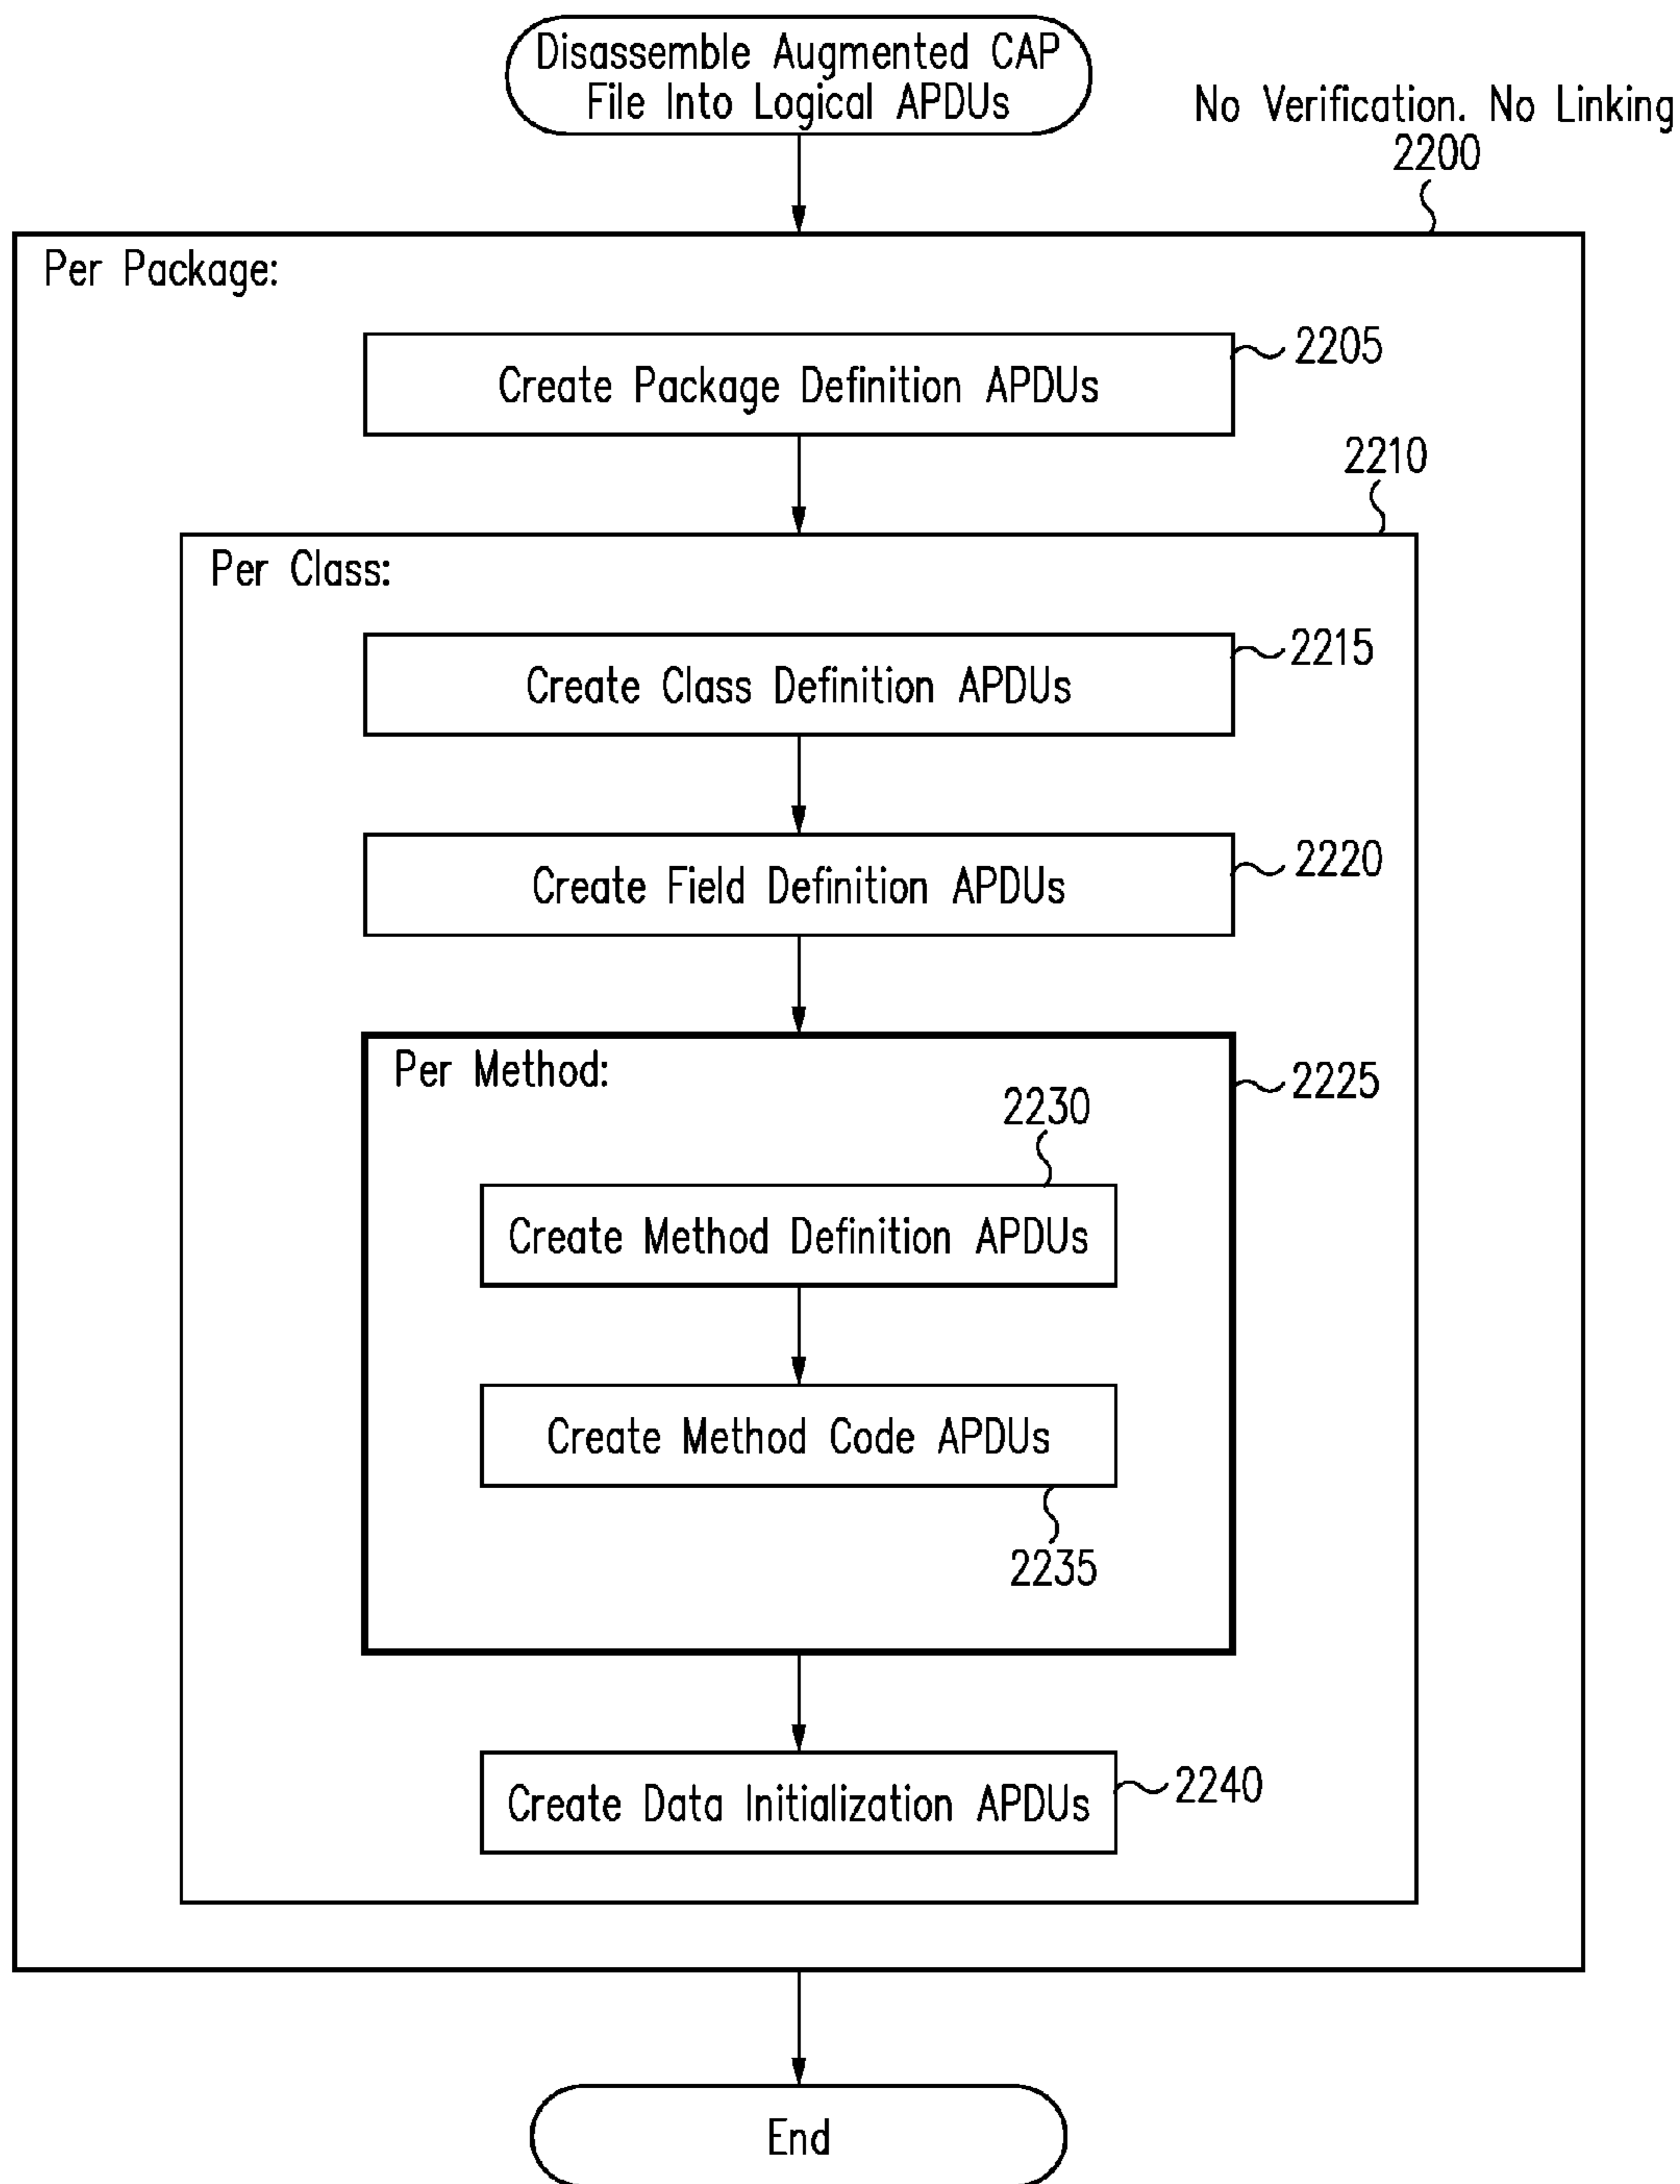 Disassemble Augmented CAP
File Into Logical APDUs
No Verification. No Linking
2200
Per Package:
2205
Create Package Definition APDUs
2210
Per Class:
2215
Create Class Definition APDUs
2220
Create Field Definition APDUs
Per Method:
2225
2230
Create Method Definition APDUs
Create Method Code APDUs
2235
2240
Create Data Initialization APDUs
End